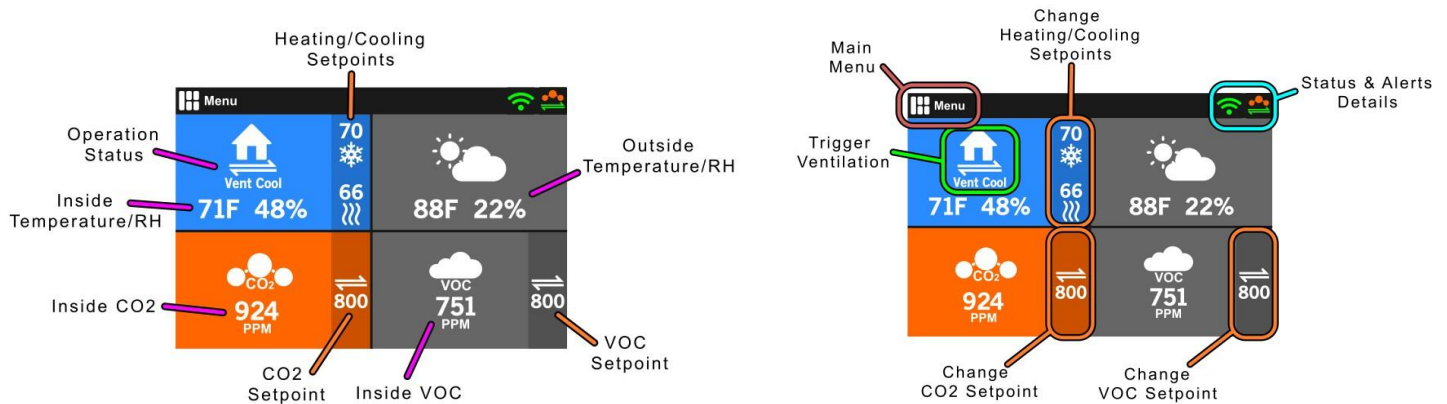 Heating/Cooling
Setpoints
Menu
Operation
Status
Vent Cool
70
66
Inside
Temperature/RH
71F 48%
88F 22%
Outside
Temperature/RH
Inside CO2
CO2
924
PPM
800
VOC
751
PPM
800
CO2
Setpoint
Inside VOC
VOC
Setpoint
Change
Heating/Cooling
Setpoints
Main
Menu
Menu
Status & Alerts
Details
Trigger
Ventilation
Vent Cool
70
66
71F 48%
88F 22%
CO2
924
PPM
800
VOC
751
PPM
800
Change
CO2 Setpoint
Change
VOC Setpoint